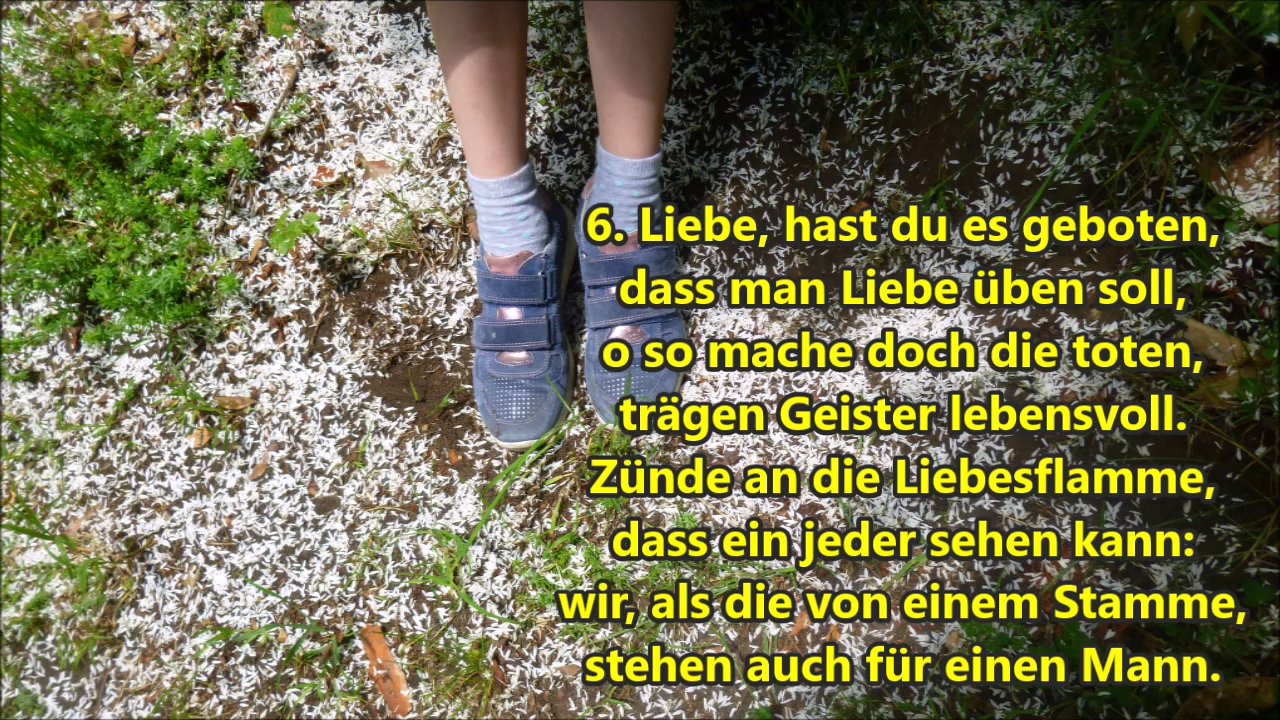 6. Liebe, hast du es geboten,
dass man Liebe üben soll,
o so mache doch die toten,
trägen Geister lebensvoll.
Zünde an die Liebesflamme,
dass ein jeder sehen kann:
wir, als die von einem Stamme,
stehen auch für einen Mann.